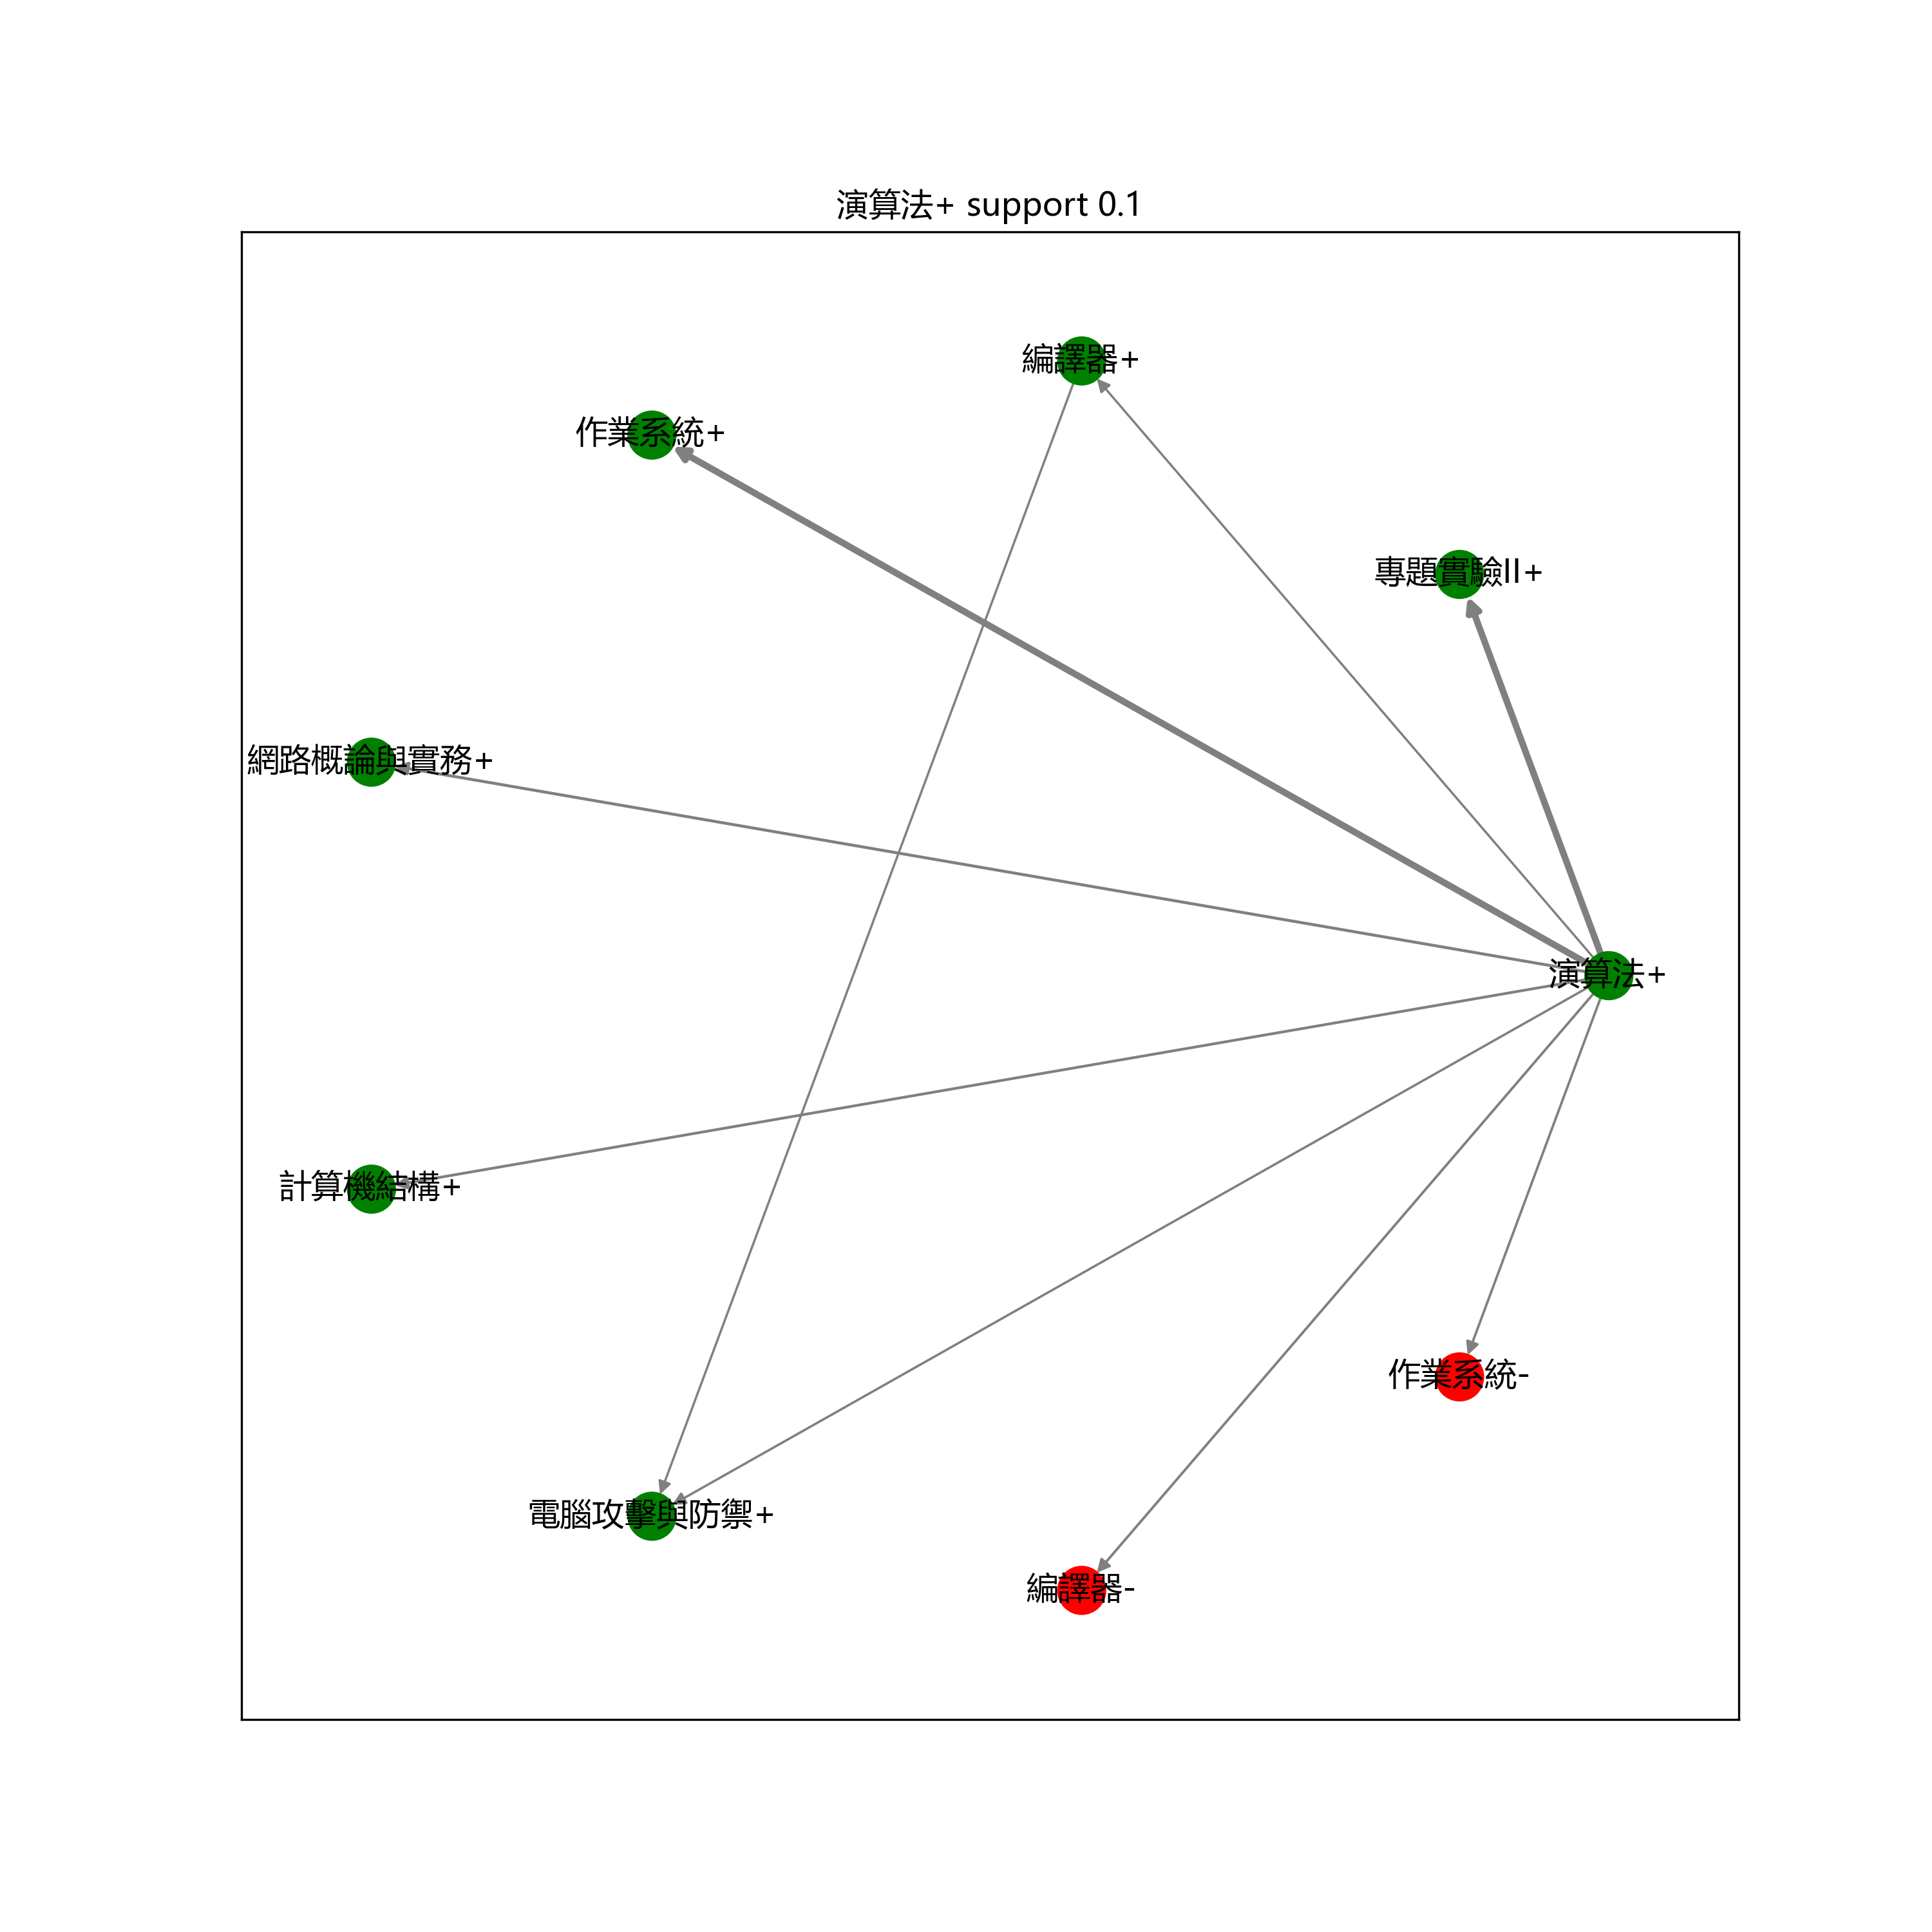 演算法+ support 0.1
編譯器+
作業系統+
專題實驗II+
網路概論與實務+
演算法+
計算機結構+
作業系統-
電腦攻擊與防禦+
編譯器-